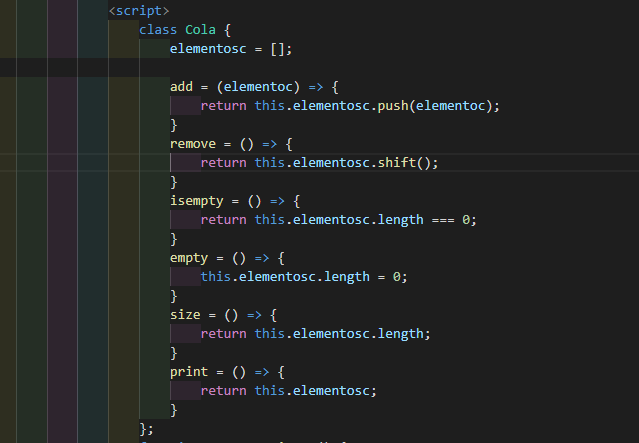 <script>
class Cola {
elementosc = [];
add = (elementoc) => {
return this.elementosc.push(elementoc);
}
remove = () => {
return this.elementosc.shift();
}
isempty = () => {
return this.elementosc.length === 0;
}
empty = () => {
this.elementosc.length = 0;
}
size = () => {
return this.elementosc.length;
}
print = () => {
return this.elementosc;
}
};